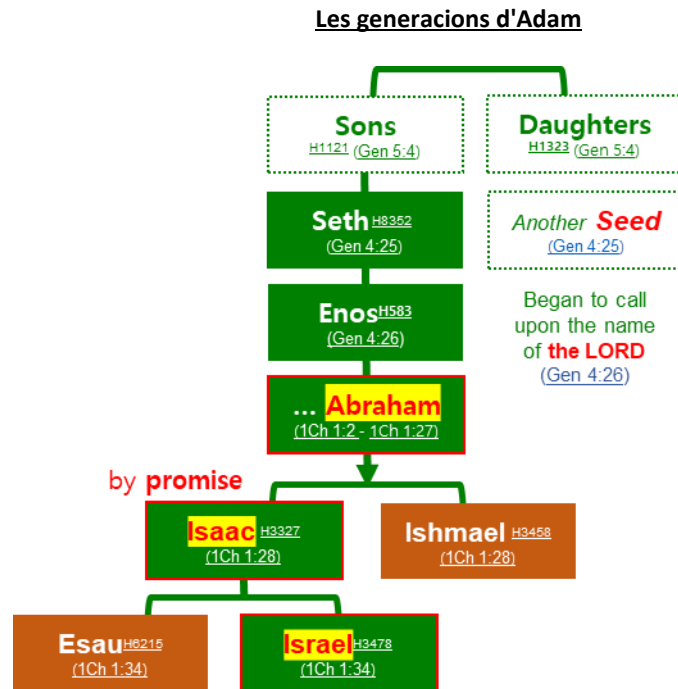 Les generacions d'Adam
Sons
H1121 (Gen 5:4)
Daughters
H1323 (Gen 5:4)
Seth H8352
(Gen 4:25)
Another Seed
(Gen 4:25)
Enos H583
(Gen 4:26)
Began to call
upon the name
of the LORD
(Gen 4:26)
... Abraham
(1Ch 1:2 - 1Ch 1:27)
by promise
Isaac H3327
(1Ch 1:28)
Ishmael H3458
(1Ch 1:28)
Esau H6215
(1Ch 1:34)
Israel H3478
(1Ch 1:34)